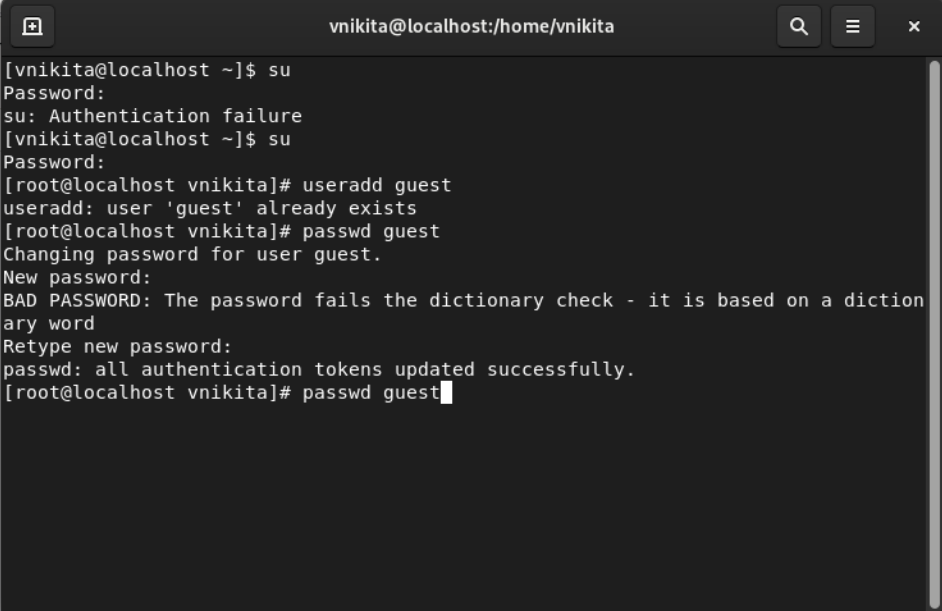 vnikita@localhost:/home/vnikita
[vnikita@localhost ~]$ su
Password:
su: Authentication failure
[vnikita@localhost ~]$ su
Password:
[root@localhost vnikita]# useradd guest
useradd: user 'guest' already exists
[root@localhost vnikita]# passwd guest
Changing password for user guest.
New password:
BAD PASSWORD: The password fails the dictionary check - it is based on a diction
ary word
Retype new password:
passwd: all authentication tokens updated successfully.
[root@localhost vnikita]# passwd guest